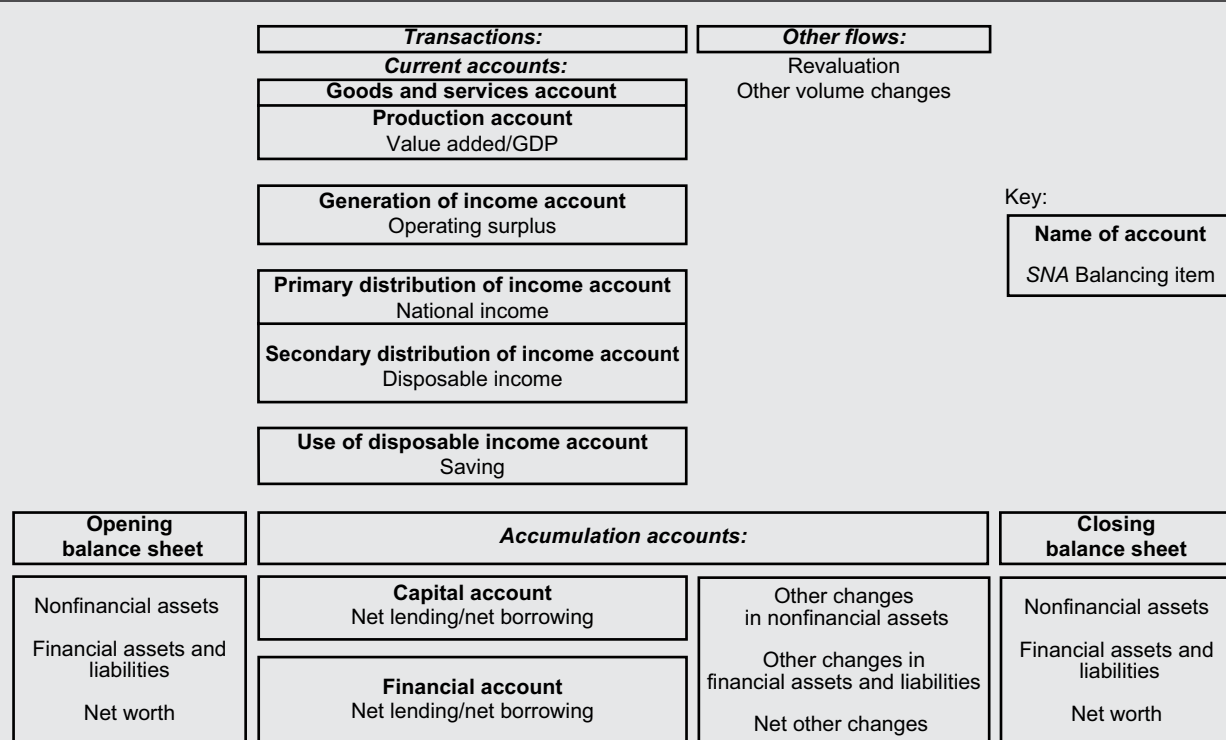 Transactions:
Other flows:
Current accounts:
Revaluation
Goods and services account
Other volume changes
Production account
Value added/GDP
Generation of income account
Operating surplus
Key:
Name of account
SNA Balancing item
Primary distribution of income account
National income
Secondary distribution of income account
Disposable income
Use of disposable income account
Saving
Opening
balance sheet
Accumulation accounts:
Closing
balance sheet
Nonfinancial assets
Financial assets and
liabilities
Net worth
Capital account
Net lending/net borrowing
Financial account
Net lending/net borrowing
Other changes
in nonfinancial assets
Other changes in
financial assets and liabilities
Net other changes
Nonfinancial assets
Financial assets and
liabilities
Net worth